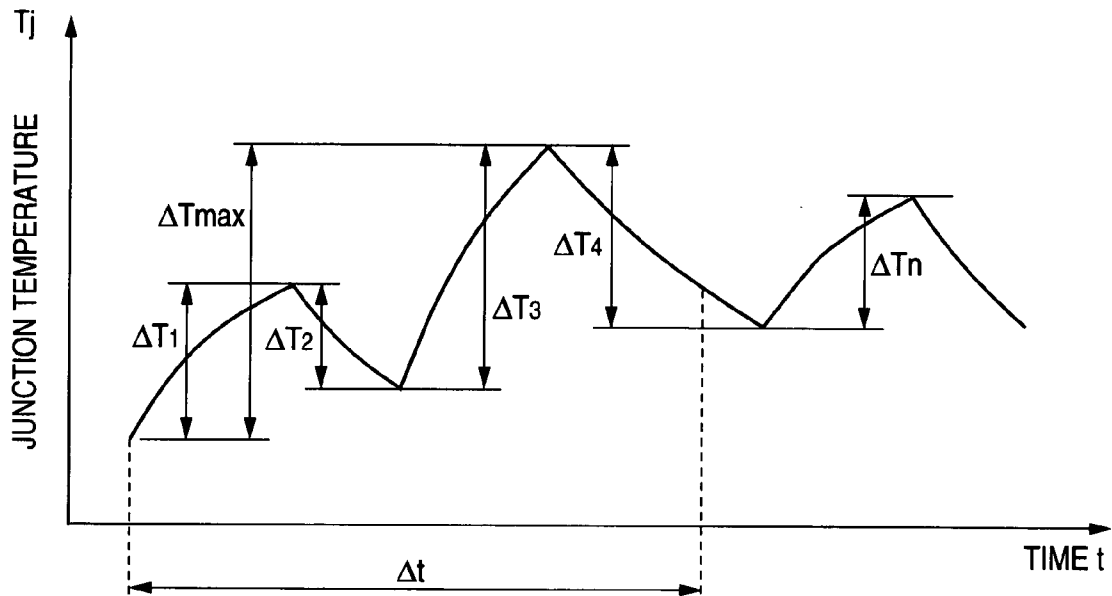 Tj
JUNCTION TEMPERATURE
ΔTmax
ΔT1
ΔT2
ΔT3
ΔT4
ΔTn
TIME t
Δt